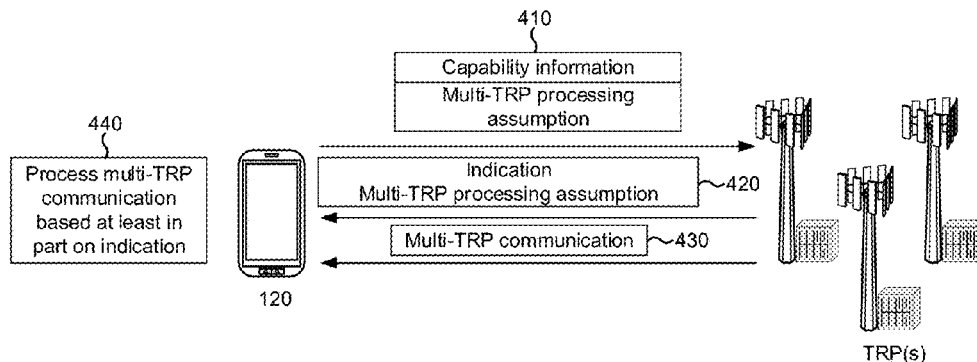 410
Capability information
Multi-TRP processing
assumption
440
Process multi-TRP
communication
based at least in
part on indication
Indication
Multi-TRP processing assumption
420
Multi-TRP communication
430
120
TRP(s)